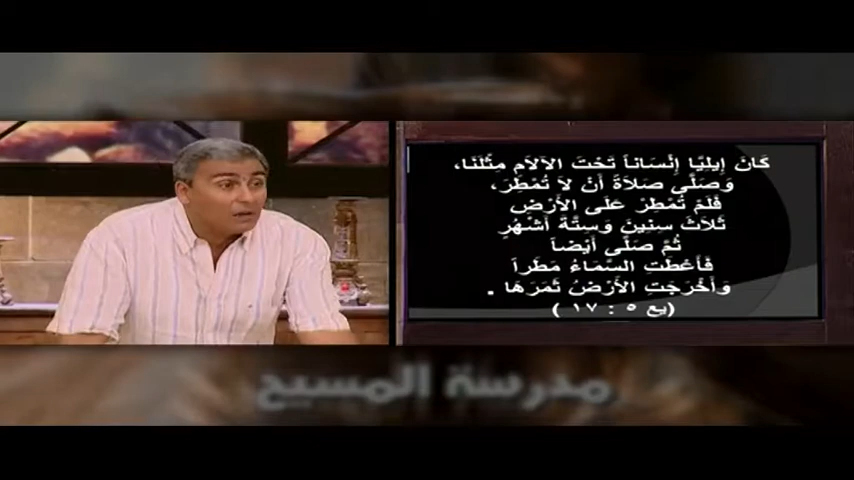 كَانَ إِيلِيَّا إِنْسَاناً تَحْتَ الآلاَمِ مِثْلَنَا،
وَصَلَّى صَلاَةً أَنْ لاَ تُمْطِرَ،
فَلَمْ تُمْطِرْ عَلَى الأَرْضِ
ثَلاَثَ سِنِينَ وَسِتَّةَ أَشْهُرٍ
ثُمَّ صَلَّى أَيْضاً
فَأَعْطَتِ السَّمَاءُ مَطَراً
وَأَخْرَجَتِ الأَرْضُ ثَمَرَهَا .
(يع ٥ : ١٧ )
مدرسة المسيح